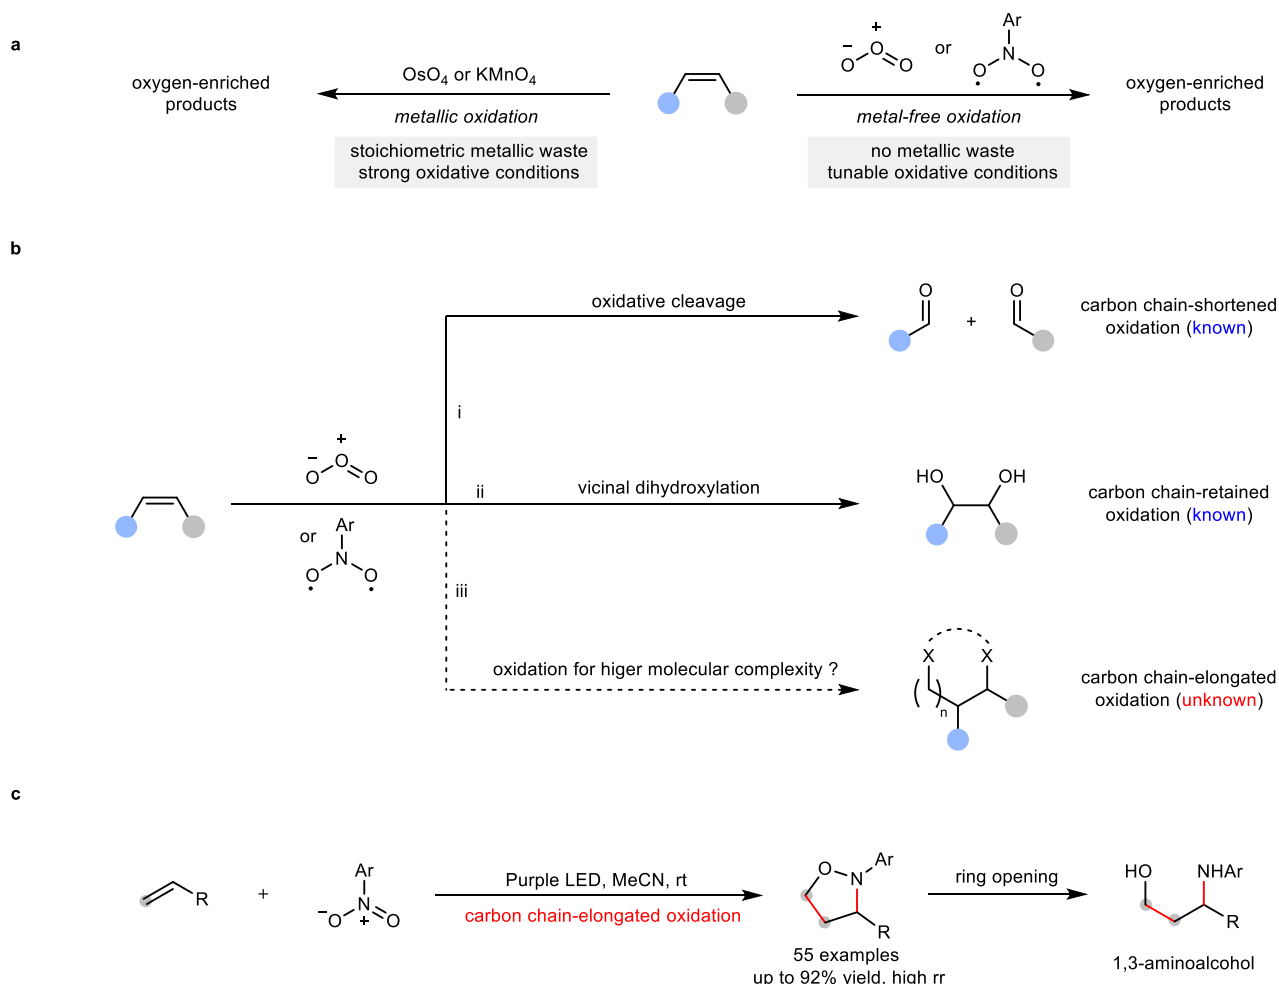 a
oxygen-enriched
products
OsO4 or KMnO4
metallic oxidation
stoichiometric metallic waste
strong oxidative conditions
− + O O O or Ar N O O
metal-free oxidation
no metallic waste
tunable oxidative conditions
oxygen-enriched
products
b
oxidative cleavage
O + O
carbon chain-shortened
oxidation (known)
i
− + O O O
or Ar N O O
ii
vicinal dihydroxylation
HO OH
carbon chain-retained
oxidation (known)
iii
oxidation for higer molecular complexity ?
X X
( )n
carbon chain-elongated
oxidation (unknown)
c
R
+
Ar
N+
−O O
Purple LED, MeCN, rt
carbon chain-elongated oxidation
O N Ar
R
55 examples
up to 92% yield, high rr
ring opening
HO NHAr
R
1,3-aminoalcohol